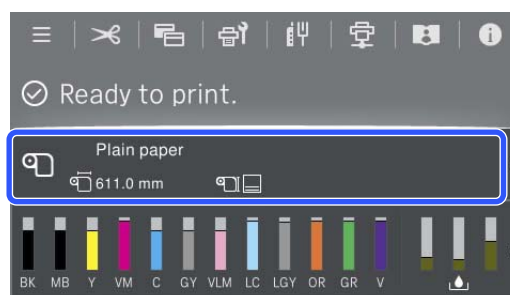 Ready to print.
Plain paper
611.0 mm
BK MB Y VM C GY VLM LC LGY OR GR V